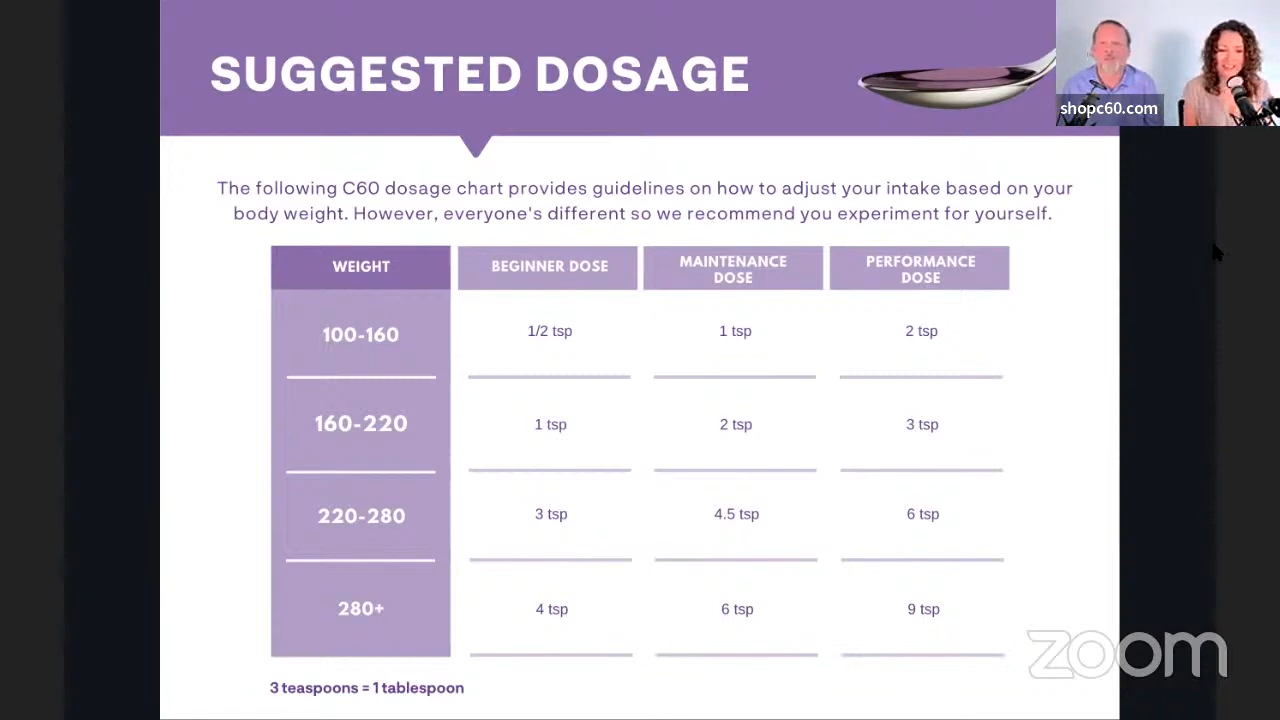 SUGGESTED DOSAGE
shopc60.com
The following C60 dosage chart provides guidelines on how to adjust your intake based on your
body weight. However, everyone's different so we recommend you experiment for yourself.
WEIGHT BEGINNER DOSE MAINTENANCE DOSE PERFORMANCE DOSE
100-160 1/2 tsp 1 tsp 2 tsp
160-220 1 tsp 2 tsp 3 tsp
220-280 3 tsp 4.5 tsp 6 tsp
280+ 4 tsp 6 tsp 9 tsp
3 teaspoons = 1 tablespoon
zoom